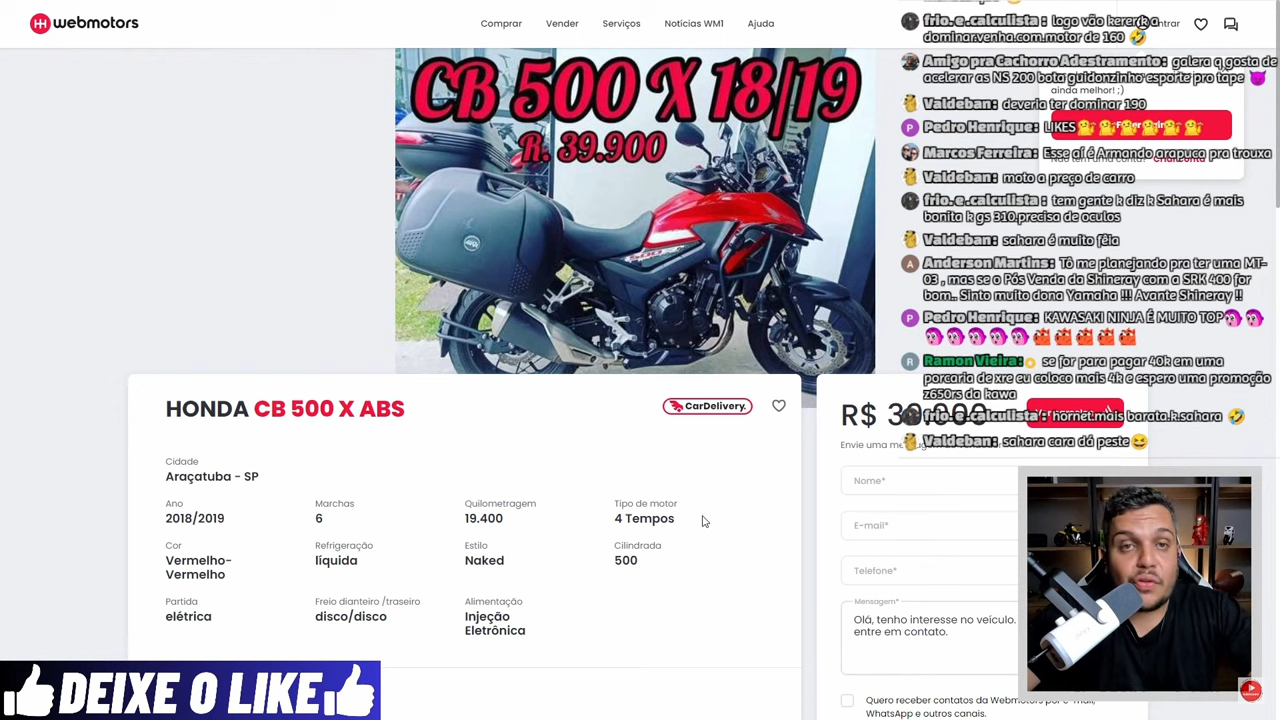 webmotors
Comprar
Vender
Serviços
Notícias WM1
Ajuda
CB 500 X 18/19
R. 39.900
HONDA CB 500 X ABS
CarDelivery.
Cidade
Araçatuba - SP
Ano
2018/2019
Marchas
6
Quilometragem
19.400
Tipo de motor
4 Tempos
Cor
Vermelho-
Vermelho
Refrigeração
líquida
Estilo
Naked
Cilindrada
500
Partida
elétrica
Freio dianteiro /traseiro
disco/disco
Alimentação
Injeção
Eletrônica
R$
Envie uma
Nome*
E-mail*
Telefone*
Mensagem*
Olá, tenho interesse no veículo.
entre em contato.
Quero receber contatos da Webmotors por e-mail,
WhatsApp e outros canais.
ainda melhor! ;)
frio.e.calculista: logo vão
dominar.venha.com.motor de 160
Amigo pra Cachorro Adestramento: galera q gosta de
acelerar as NS 200 bota guidonzinho esporte pro tape
Valdeban: deveria ter dominar 190
Pedro Henrique: LIKES
Marcos Ferreira: Esse aí é Armando arapuca pra trouxa
Valdeban: moto a preço de carro
frio.e.calculista: tem gente k diz k Sahara é mais
bonita k gs 310.precisa de oculos
Valdeban: sahara é muito fêia
Anderson Martins: Tô me planejando pra ter uma MT-
03 , mas se o Pós Venda da Shineray com a SRK 400 for
bom.. Sinto muito dona Yamaha !!! Avante Shineray !!
Pedro Henrique: KAWASAKI NINJA É MUITO TOP
Ramon Vieira: se for para pagar 40k em uma
porcaria de xre eu coloco mais 4k e espero uma promoção
z650rs da kawa
frio.e.calculista: hornet.mais barata.k.sahara
Valdeban: sahara cara dá peste
DEIXE O LIKE